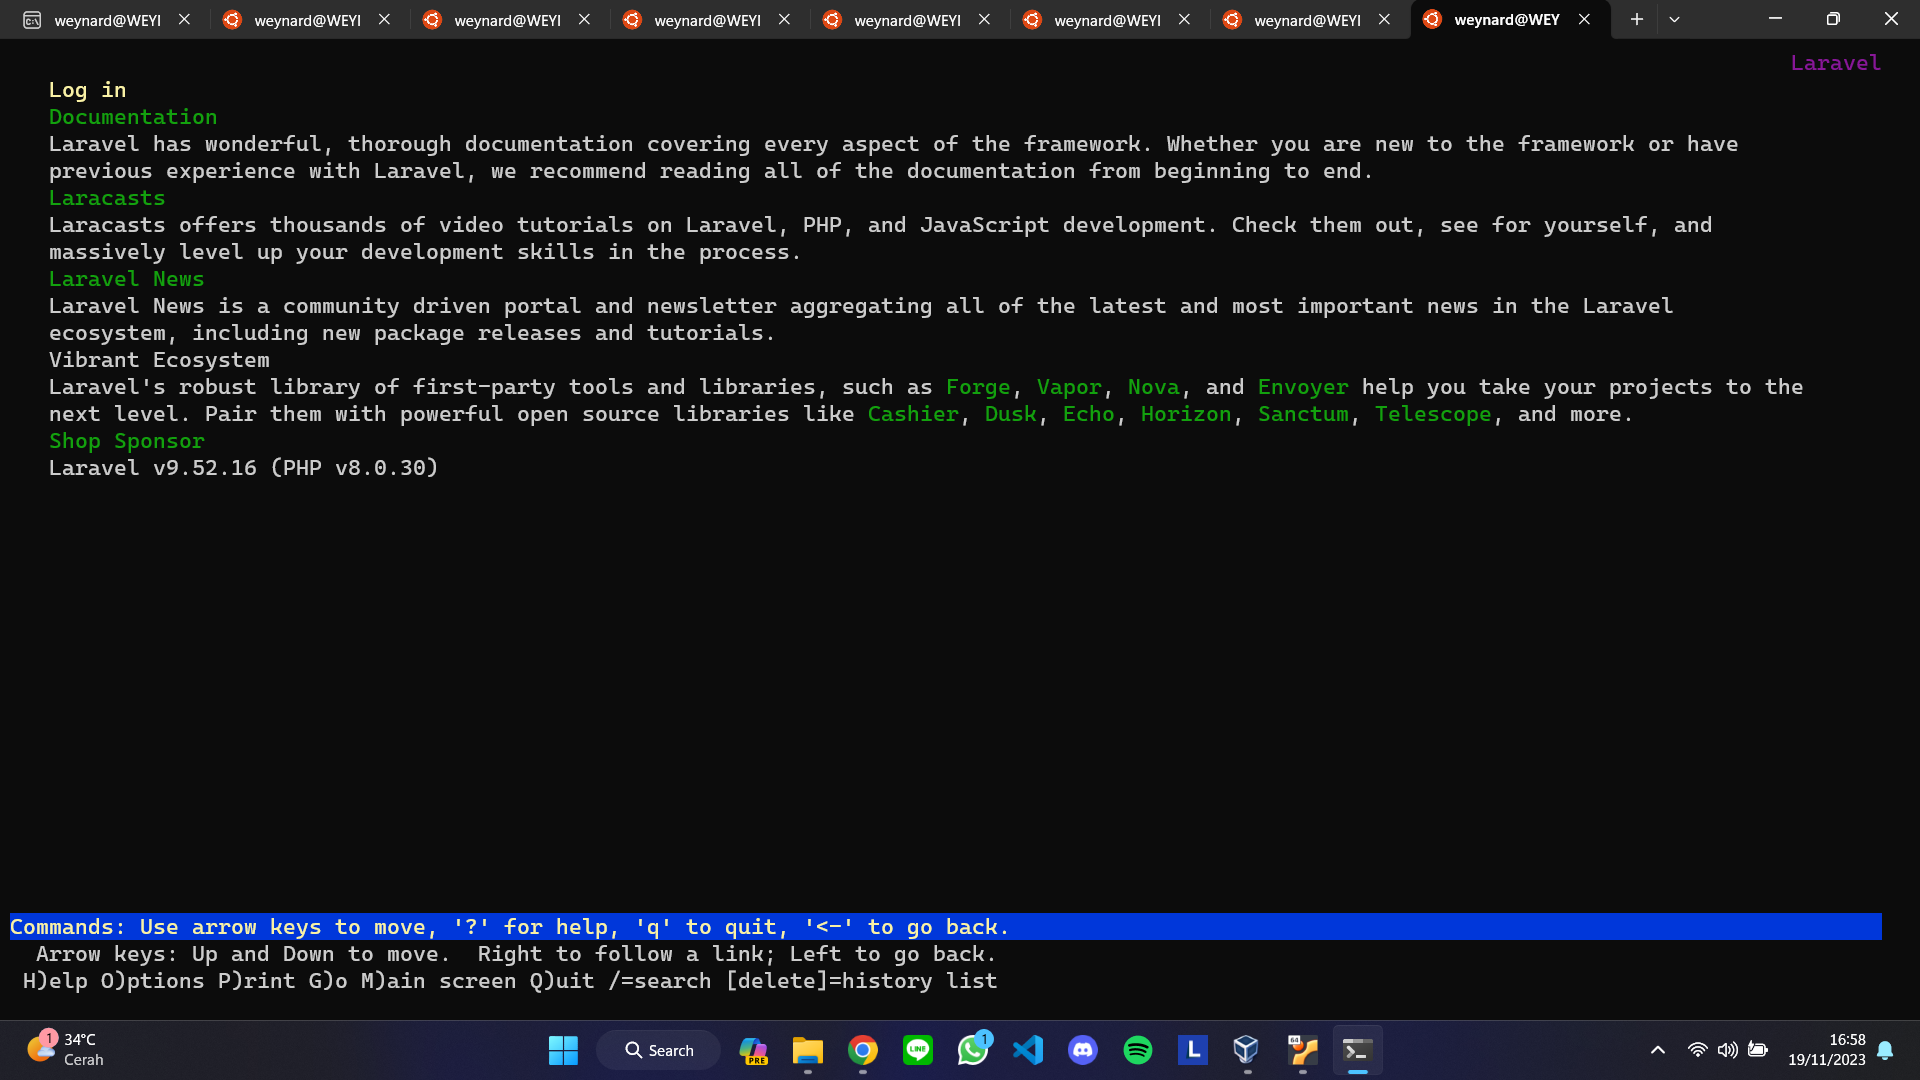 weynard@WEYI weynard@WEYI weynard@WEYI weynard@WEYI weynard@WEYI weynard@WEYI weynard@WEYI weynard@WEY
Laravel
Log in
Documentation
Laravel has wonderful, thorough documentation covering every aspect of the framework. Whether you are new to the framework or have
previous experience with Laravel, we recommend reading all of the documentation from beginning to end.
Laracasts
Laracasts offers thousands of video tutorials on Laravel, PHP, and JavaScript development. Check them out, see for yourself, and
massively level up your development skills in the process.
Laravel News
Laravel News is a community driven portal and newsletter aggregating all of the latest and most important news in the Laravel
ecosystem, including new package releases and tutorials.
Vibrant Ecosystem
Laravel's robust library of first-party tools and libraries, such as Forge, Vapor, Nova, and Envoyer help you take your projects to the
next level. Pair them with powerful open source libraries like Cashier, Dusk, Echo, Horizon, Sanctum, Telescope, and more.
Shop Sponsor
Laravel v9.52.16 (PHP v8.0.30)
Commands: Use arrow keys to move, '?' for help, 'q' to quit, '<-' to go back.
Arrow keys: Up and Down to move.  Right to follow a link; Left to go back.
H)elp O)ptions P)rint G)o M)ain screen Q)uit /=search [delete]=history list
1 34°C
Cerah
Search
PRE
LINE
1
L
64
16:58
19/11/2023